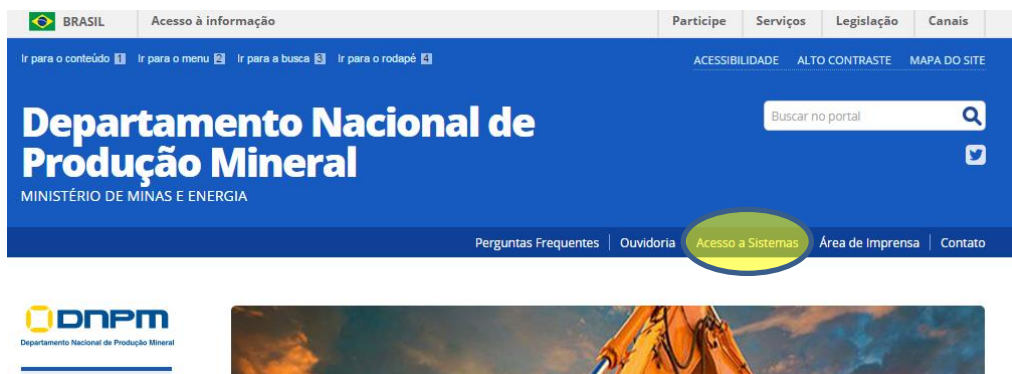 BRASIL Acesso à informação Participe Serviços Legislação Canais
Ir para o conteúdo 1 Ir para o menu 2 Ir para a busca 3 Ir para o rodapé 4 ACESSIBILIDADE ALTO CONTRASTE MAPA DO SITE
Departamento Nacional de
Produção Mineral
Buscar no portal
MINISTÉRIO DE MINAS E ENERGIA
Perguntas Frequentes Ouvidoria Acesso a Sistemas Área de Imprensa Contato
DNPM
Departamento Nacional de Produção Mineral